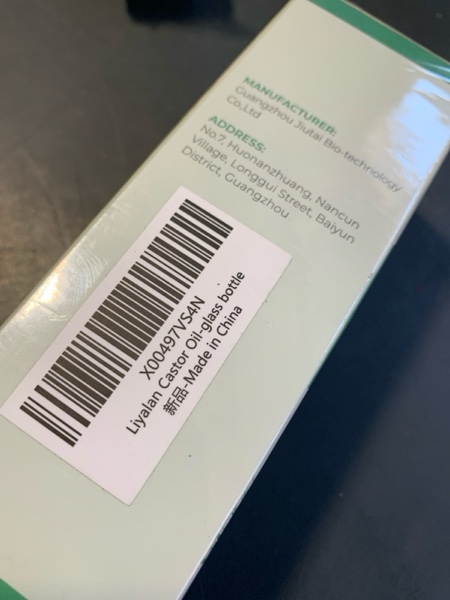 MANUFACTURER:
Guangzhou Jiutai Bio-technology
Co,.Ltd
ADDRESS:
No.7, Huonanzhuang, Nancun
Village, Longgui Street, Baiyun
District, Guangzhou
X00497VS4N
Liyalan Castor Oil-glass bottle
新品-Made in China